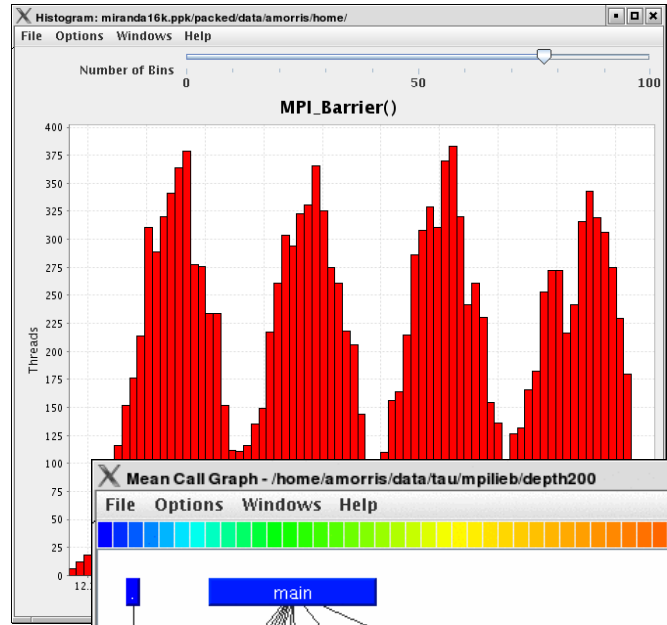 Histogram: miranda16k.ppk/packed/data/amorris/home/
File Options Windows Help
Number of Bins
0 50 100
MPI_Barrier()
400
375
350
325
300
275
250
225
200
175
150
125
100
75
50
25
0
Threads
Mean Call Graph - /home/amorris/data/tau/mpilieb/depth200
File Options Windows Help
. main